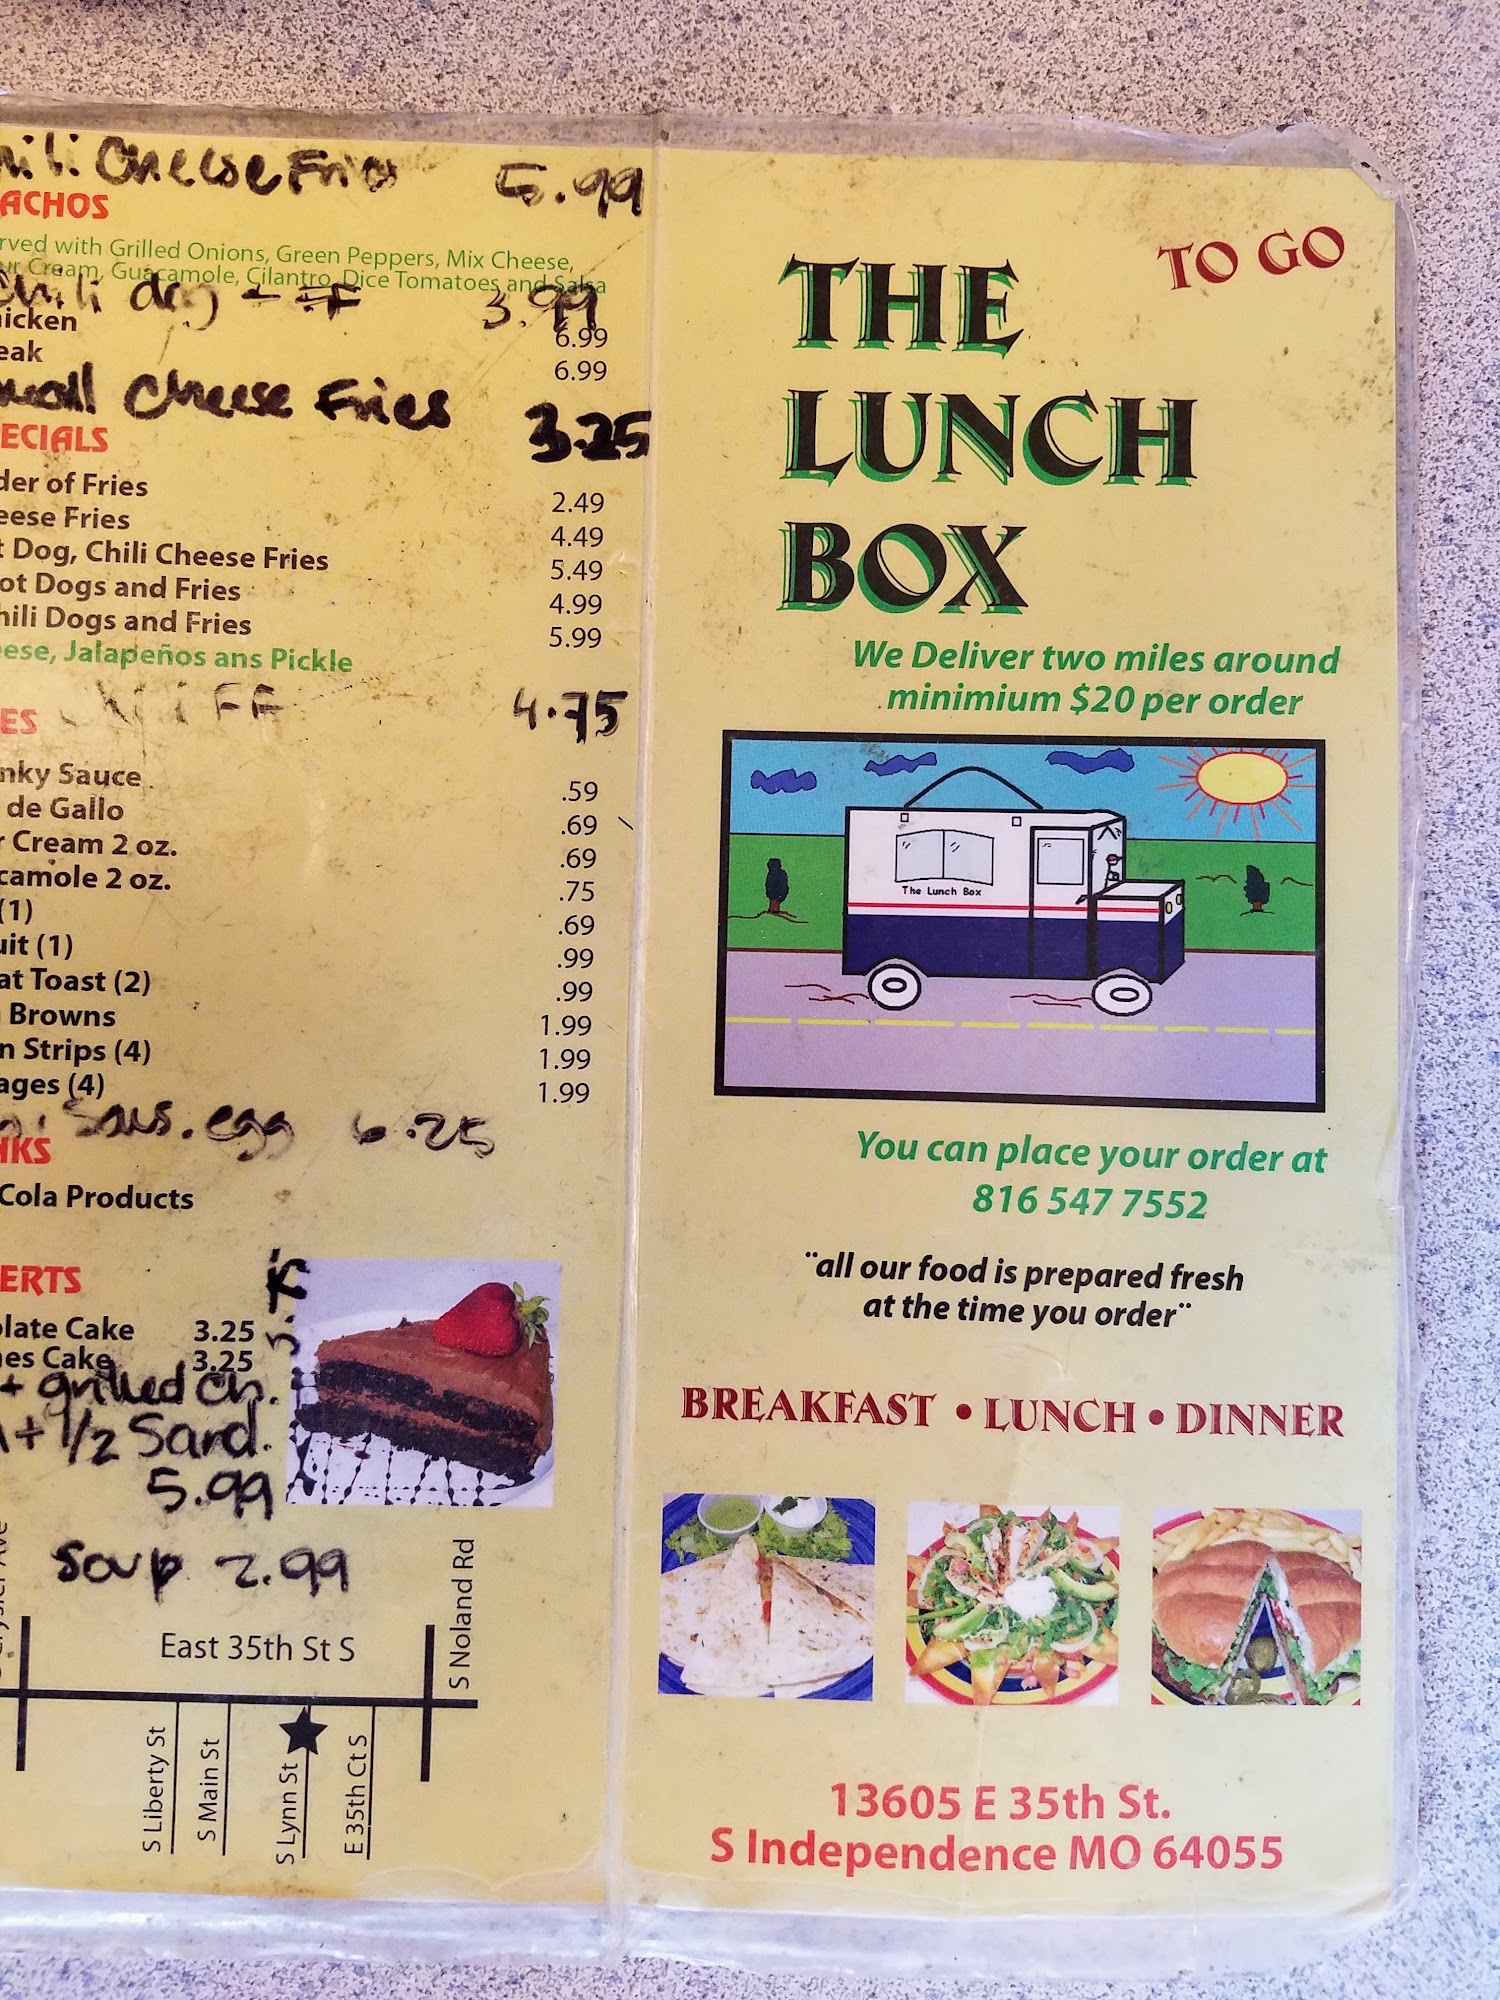 Cheese Fries 5.99
ACHOS
rved with Grilled Onions, Green Peppers, Mix Cheese,
ur Cream, Guacamole, Cilantro, Dice Tomatoes and Salsa
Chili dog - FF 3.99
icken 6.99
eak 6.99
mall Cheese Fries 3.25
ECIALS
der of Fries 2.49
eese Fries 4.49
t Dog, Chili Cheese Fries 5.49
ot Dogs and Fries 4.99
hili Dogs and Fries 5.99
eese, Jalapeños ans Pickle
FF 4.75
ES
nky Sauce .59
de Gallo .69
r Cream 2 oz. .69
camole 2 oz. .75
(1) .69
uit (1) .99
at Toast (2) .99
Browns 1.99
n Strips (4) 1.99
ages (4) 1.99
Saus. egg 6.25
NKS
Cola Products
ERTS
olate Cake 3.25
es Cake 3.25
+ grilled Ch.
+ 1/2 Sand.
5.99
Soup 2.99
East 35th St S
S Noland Rd
S Liberty St
S Main St
S Lynn St
E 35th Ct S
TO GO
THE
LUNCH
BOX
We Deliver two miles around
minimium $20 per order
The Lunch Box
You can place your order at
816 547 7552
¨all our food is prepared fresh
at the time you order¨
BREAKFAST • LUNCH • DINNER
13605 E 35th St.
S Independence MO 64055